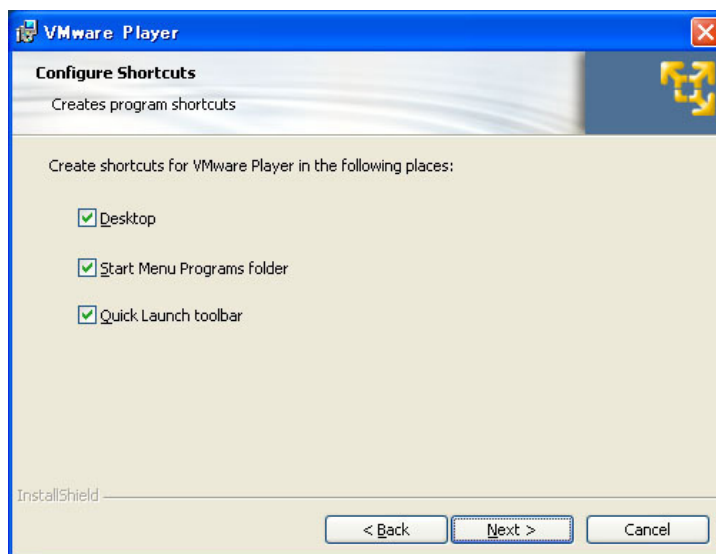 VMware Player
Configure Shortcuts
Creates program shortcuts
Create shortcuts for VMware Player in the following places:
Desktop
Start Menu Programs folder
Quick Launch toolbar
InstallShield
< Back
Next >
Cancel